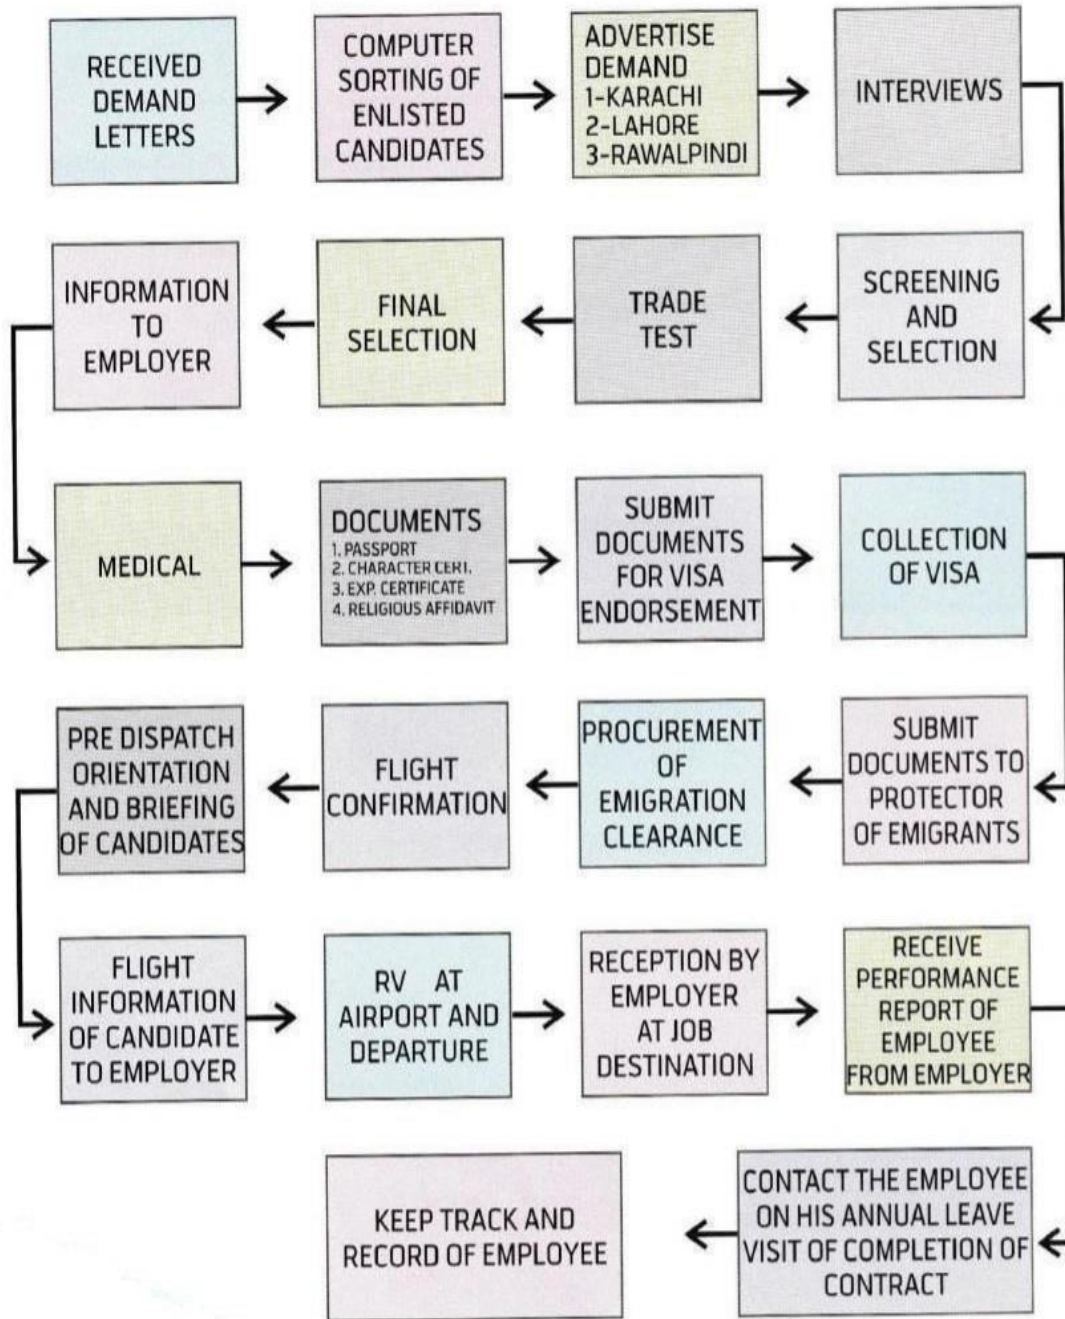 RECEIVED
DEMAND
LETTERS
COMPUTER
SORTING OF
ENLISTED
CANDIDATES
ADVERTISE
DEMAND
1-KARACHI
2-LAHORE
3-RAWALPINDI
INTERVIEWS
SCREENING
AND
SELECTION
TRADE
TEST
FINAL
SELECTION
INFORMATION
TO
EMPLOYER
MEDICAL
DOCUMENTS
1. PASSPORT
2. CHARACTER CERT.
3. EXP. CERTIFICATE
4. RELIGIOUS AFFIDAVIT
SUBMIT
DOCUMENTS
FOR VISA
ENDORSEMENT
COLLECTION
OF VISA
SUBMIT
DOCUMENTS TO
PROTECTOR
OF EMIGRANTS
PROCUREMENT
OF
EMIGRATION
CLEARANCE
FLIGHT
CONFIRMATION
PRE DISPATCH
ORIENTATION
AND BRIEFING
OF CANDIDATES
FLIGHT
INFORMATION
OF CANDIDATE
TO EMPLOYER
RV AT
AIRPORT AND
DEPARTURE
RECEPTION BY
EMPLOYER
AT JOB
DESTINATION
RECEIVE
PERFORMANCE
REPORT OF
EMPLOYEE
FROM EMPLOYER
CONTACT THE EMPLOYEE
ON HIS ANNUAL LEAVE
VISIT OF COMPLETION OF
CONTRACT
KEEP TRACK AND
RECORD OF EMPLOYEE